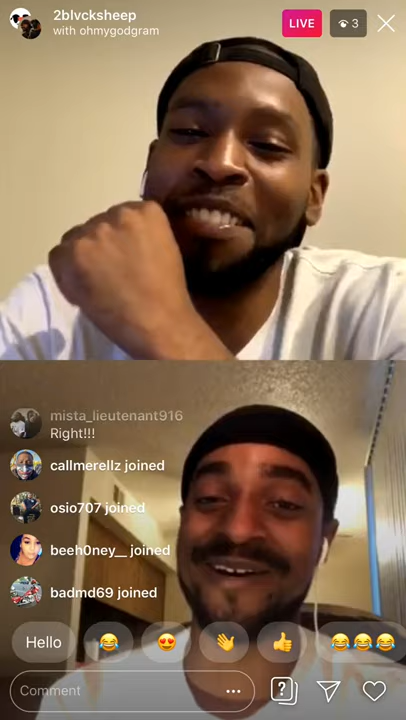 2blvcksheep
with ohmygodgram
LIVE
3
mista_lieutenant916
Right!!!
callmerellz joined
osio707 joined
beeh0ney__ joined
badmd69 joined
Hello
Comment